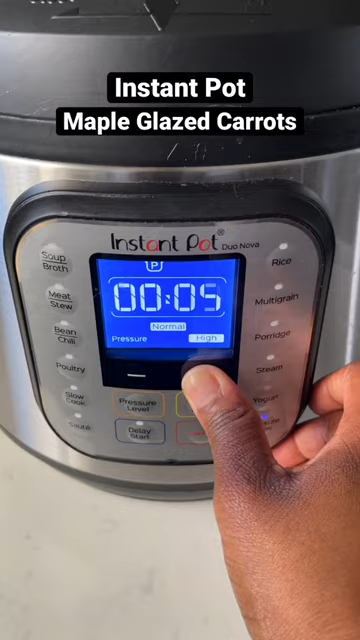 Instant Pot
Maple Glazed Carrots
Instant Pot®
Duo Nova
Soup
Broth
Meat
Stew
Bean
Chili
Poultry
Slow
Cook
Sauté
P
00:05
Normal
Pressure
High
–
Pressure
Level
Delay
Start
Rice
Multigrain
Porridge
Steam
Yogurt